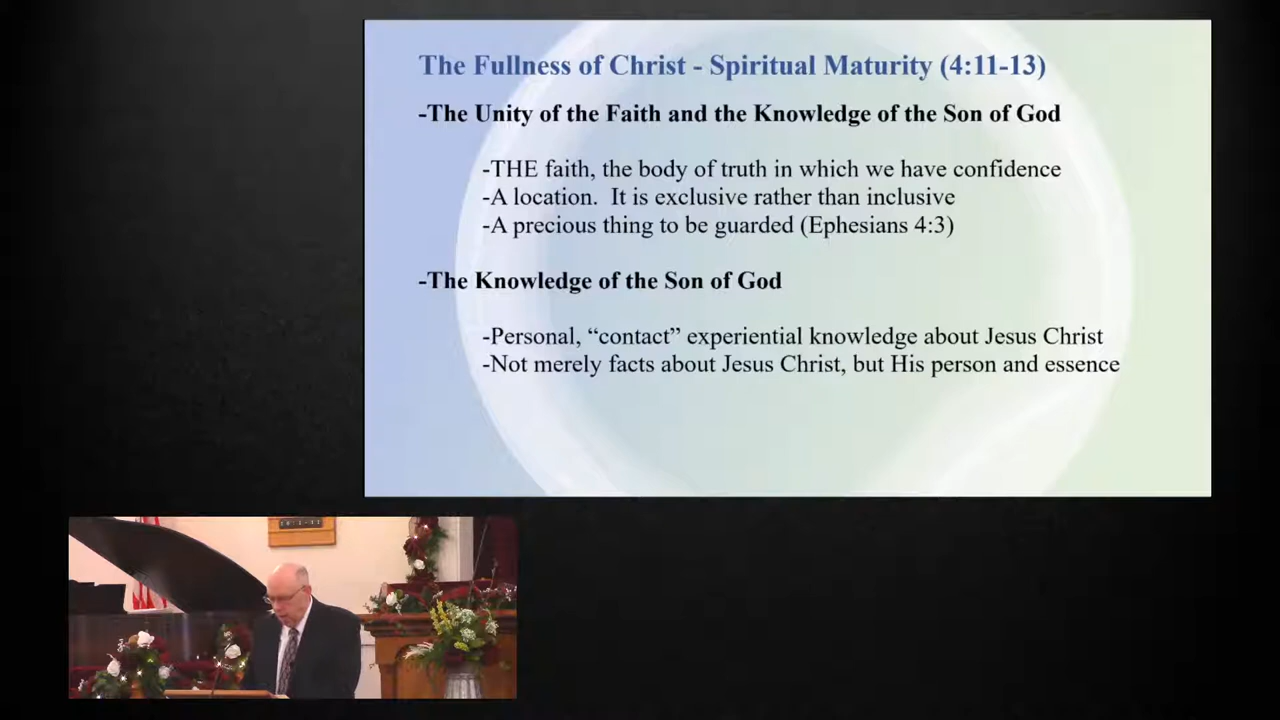 The Fullness of Christ - Spiritual Maturity (4:11-13)
-The Unity of the Faith and the Knowledge of the Son of God
-THE faith, the body of truth in which we have confidence
-A location.  It is exclusive rather than inclusive
-A precious thing to be guarded (Ephesians 4:3)
-The Knowledge of the Son of God
-Personal, “contact” experiential knowledge about Jesus Christ
-Not merely facts about Jesus Christ, but His person and essence